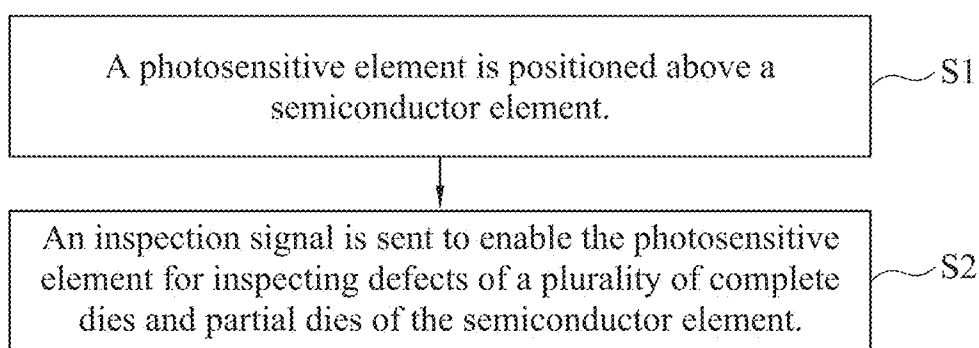 A photosensitive element is positioned above a
semiconductor element.
S1
An inspection signal is sent to enable the photosensitive
element for inspecting defects of a plurality of complete
dies and partial dies of the semiconductor element.
S2